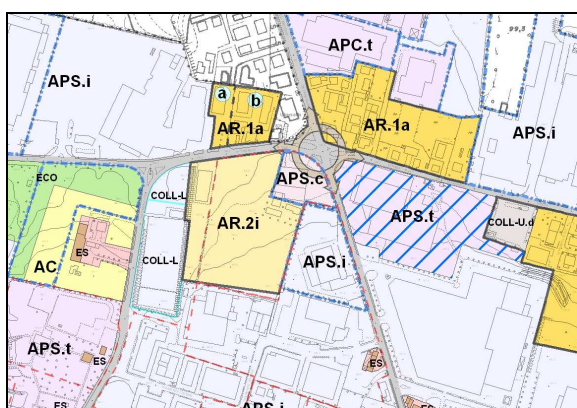 99,5
APC.t
APS.i
a
b
AR.1a
AR.1a
APS.i
ECO
COLL-L
APS.c
APS.t
COLL-U.d
AR.2i
ES
COLL-L
APS.i
AC
APS.t
ES
ES
ES
APS.i